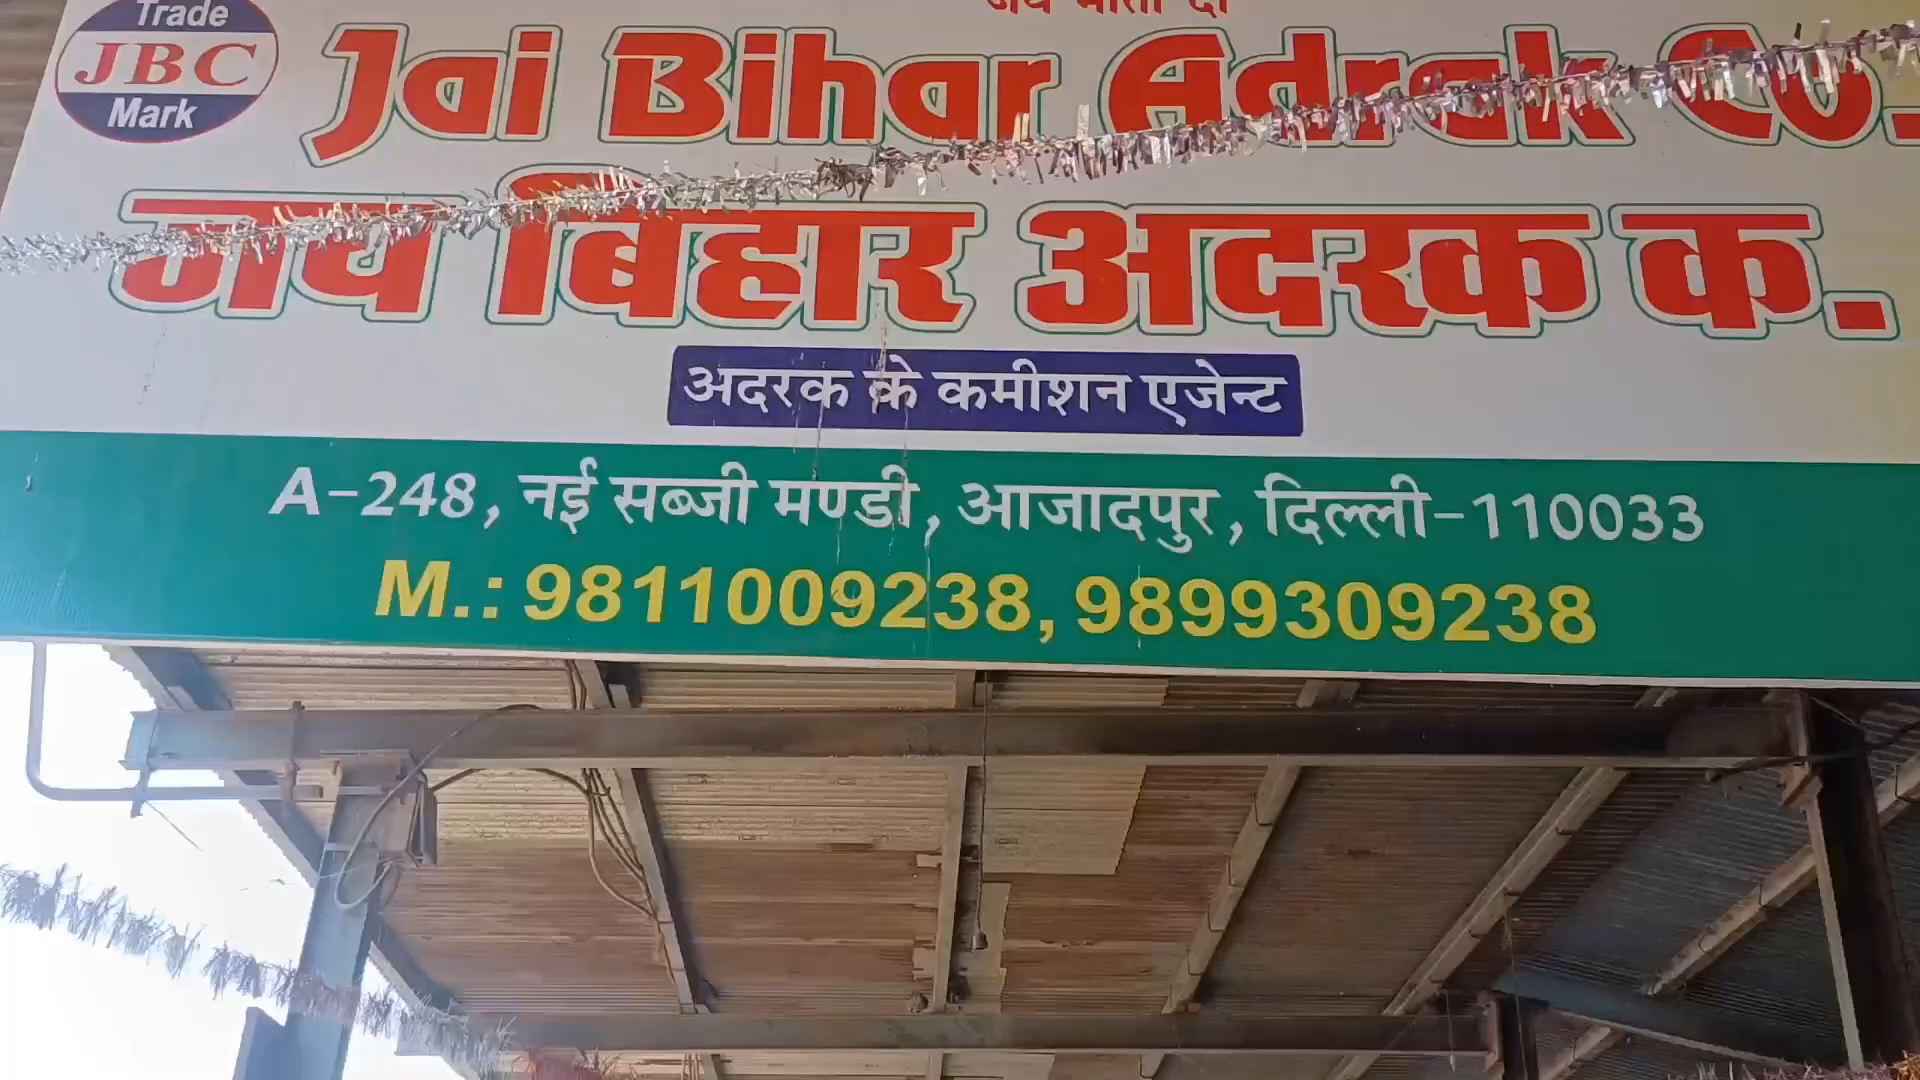 जय माता दी
Trade
JBC
Mark
Jai Bihar Adrak Co.
जय बिहार अदरक क.
अदरक के कमीशन एजेन्ट
A-248, नई सब्जी मण्डी, आजादपुर, दिल्ली-110033
M.: 9811009238, 9899309238